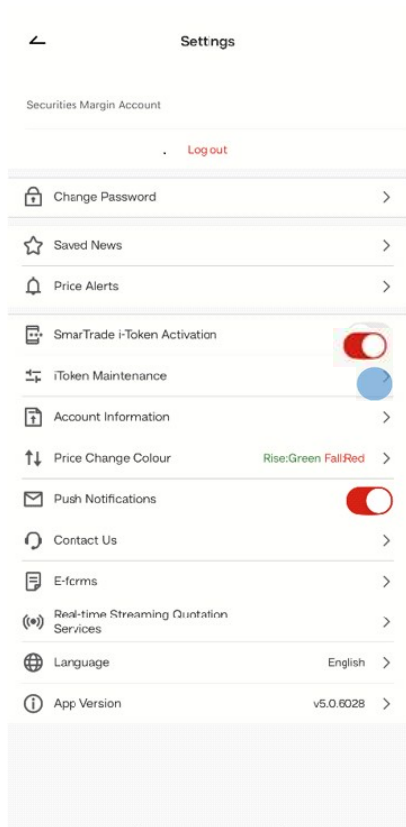 Settings
Securities Margin Account
Log out
Change Password
Saved News
Price Alerts
SmarTrade i-Token Activation
iToken Maintenance
Account Information
Price Change Colour Rise:Green Fall:Red
Push Notifications
Contact Us
E-forms
Real-time Streaming Quotation
Services
Language English
App Version v5.0.6028